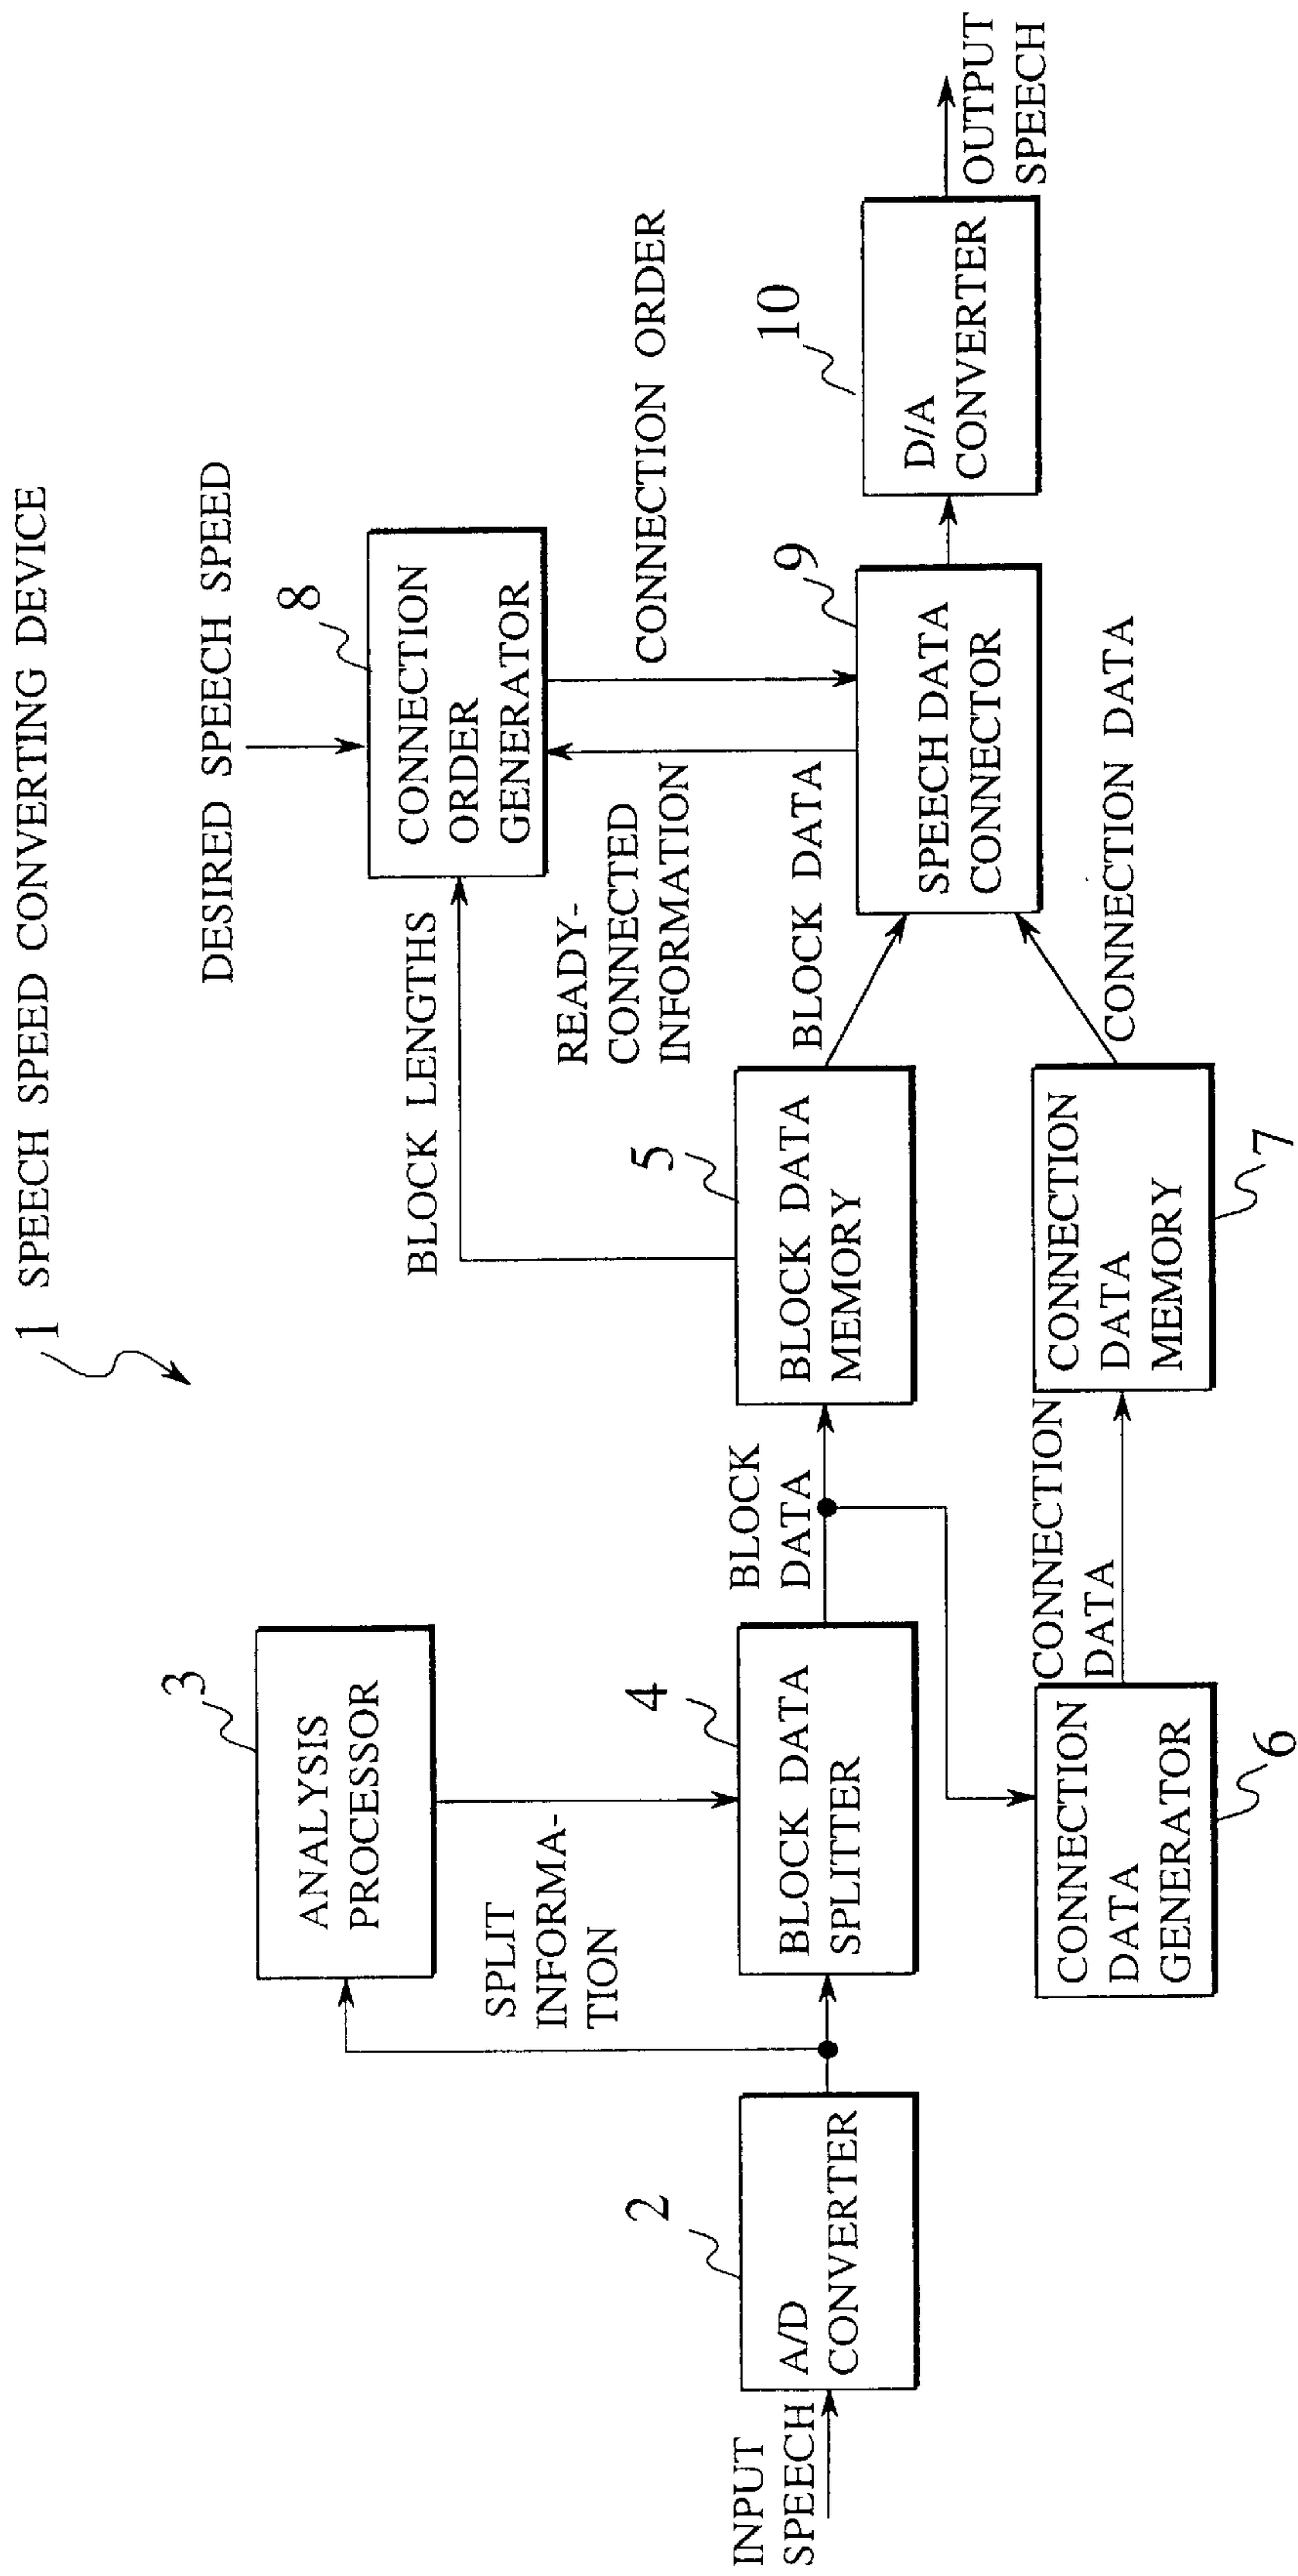 1 SPEECH SPEED CONVERTING DEVICE
DESIRED SPEECH SPEED
3
ANALYSIS
PROCESSOR
8
CONNECTION
ORDER
GENERATOR
BLOCK LENGTHS
SPLIT
INFORMA-
TION
READY-
CONNECTED
INFORMATION
CONNECTION ORDER
INPUT
SPEECH
2
A/D
CONVERTER
4
BLOCK DATA
SPLITTER
BLOCK
DATA
5
BLOCK DATA
MEMORY
BLOCK DATA
9
SPEECH DATA
CONNECTOR
10
D/A
CONVERTER
OUTPUT
SPEECH
CONNECTION
DATA
GENERATOR
6
CONNECTION
DATA
CONNECTION
DATA
MEMORY
7
CONNECTION DATA